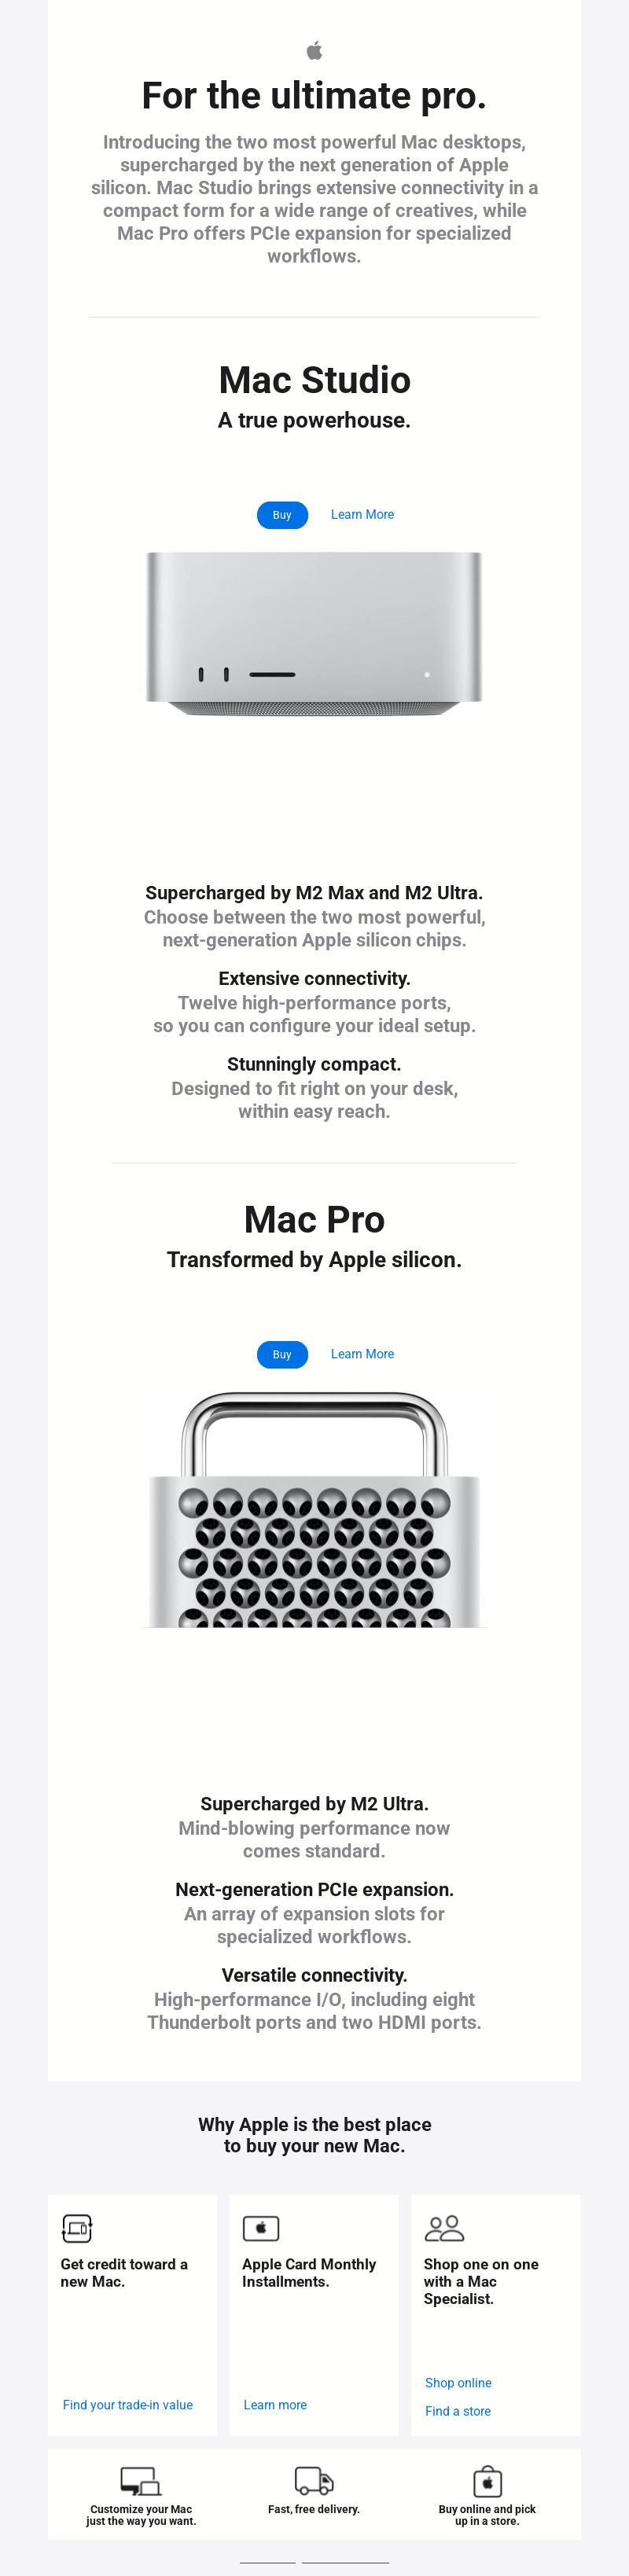 For the ultimate pro.
Introducing the two most powerful Mac desktops,
supercharged by the next generation of Apple
silicon. Mac Studio brings extensive connectivity in a
compact form for a wide range of creatives, while
Mac Pro offers PCIe expansion for specialized
workflows.
Mac Studio
A true powerhouse.
Buy
Learn More
Supercharged by M2 Max and M2 Ultra.
Choose between the two most powerful,
next-generation Apple silicon chips.
Extensive connectivity.
Twelve high-performance ports,
so you can configure your ideal setup.
Stunningly compact.
Designed to fit right on your desk,
within easy reach.
Mac Pro
Transformed by Apple silicon.
Buy
Learn More
Supercharged by M2 Ultra.
Mind-blowing performance now
comes standard.
Next-generation PCIe expansion.
An array of expansion slots for
specialized workflows.
Versatile connectivity.
High-performance I/O, including eight
Thunderbolt ports and two HDMI ports.
Why Apple is the best place
to buy your new Mac.
Get credit toward a
new Mac.
Find your trade-in value
Apple Card Monthly
Installments.
Learn more
Shop one on one
with a Mac
Specialist.
Shop online
Find a store
Customize your Mac
just the way you want.
Fast, free delivery.
Buy online and pick
up in a store.